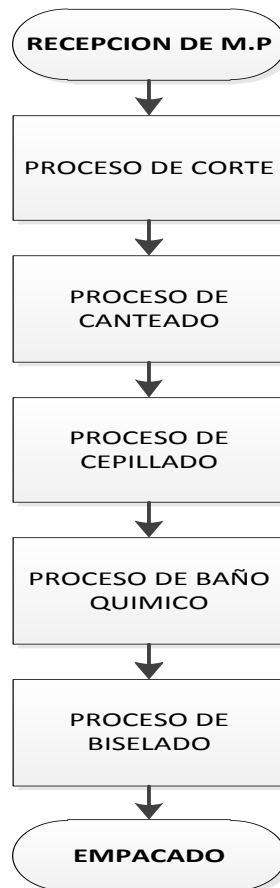 RECEPCION DE M.P
PROCESO DE CORTE
PROCESO DE
CANTEADO
PROCESO DE
CEPILLADO
PROCESO DE BAÑO
QUIMICO
PROCESO DE
BISELADO
EMPACADO